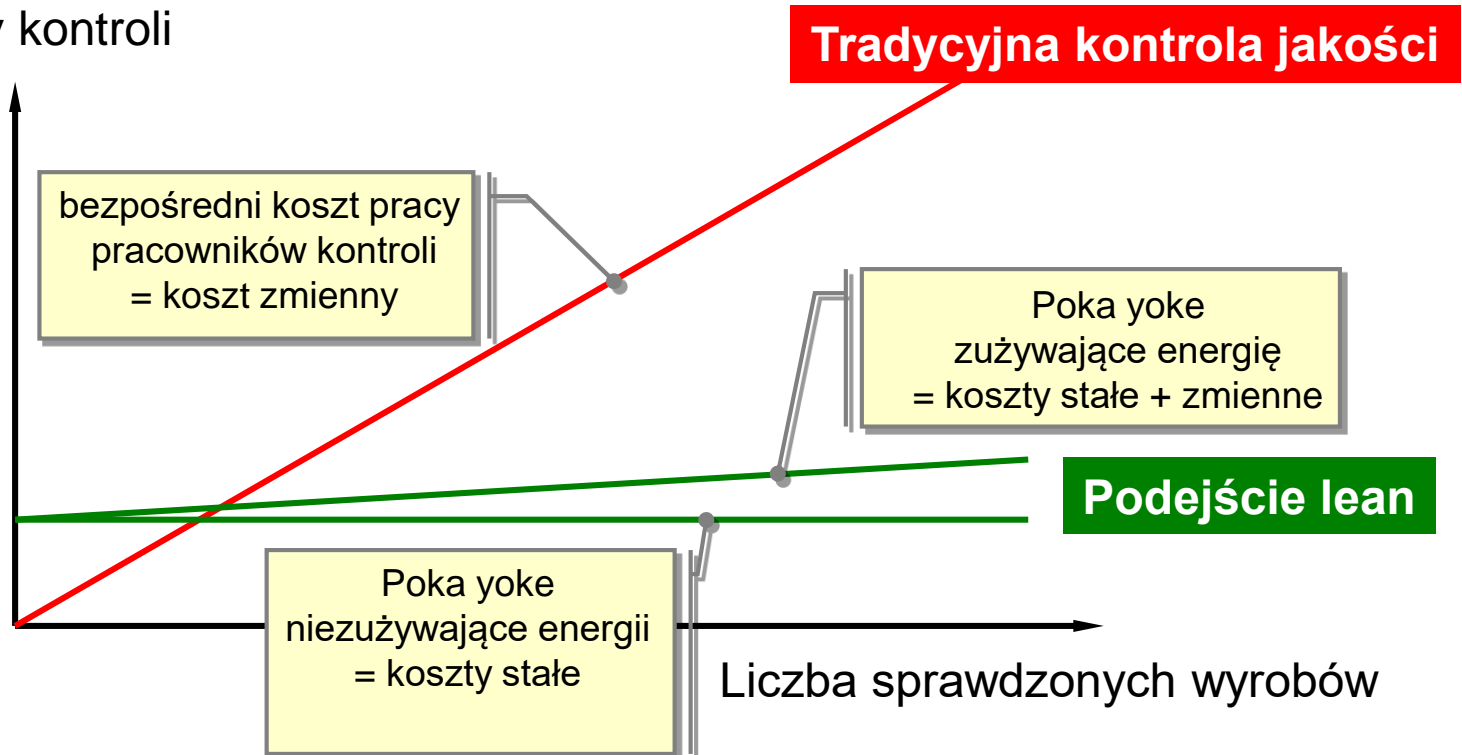 kontroli
Tradycyjna kontrola jakości
bezpośredni koszt pracy
pracowników kontroli
= koszt zmienny
Poka yoke
zużywające energię
= koszty stałe + zmienne
Podejście lean
Poka yoke
niezużywające energii
= koszty stałe
Liczba sprawdzonych wyrobów